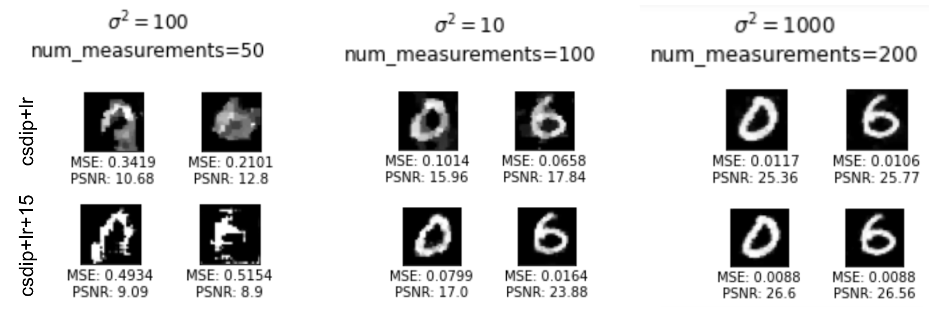 σ² = 100
num_measurements=50
σ² = 10
num_measurements=100
σ² = 1000
num_measurements=200
csdip+lr
MSE: 0.3419
PSNR: 10.68
MSE: 0.2101
PSNR: 12.8
MSE: 0.1014
PSNR: 15.96
MSE: 0.0658
PSNR: 17.84
MSE: 0.0117
PSNR: 25.36
MSE: 0.0106
PSNR: 25.77
csdip+lr+15
MSE: 0.4934
PSNR: 9.09
MSE: 0.5154
PSNR: 8.9
MSE: 0.0799
PSNR: 17.0
MSE: 0.0164
PSNR: 23.88
MSE: 0.0088
PSNR: 26.6
MSE: 0.0088
PSNR: 26.56